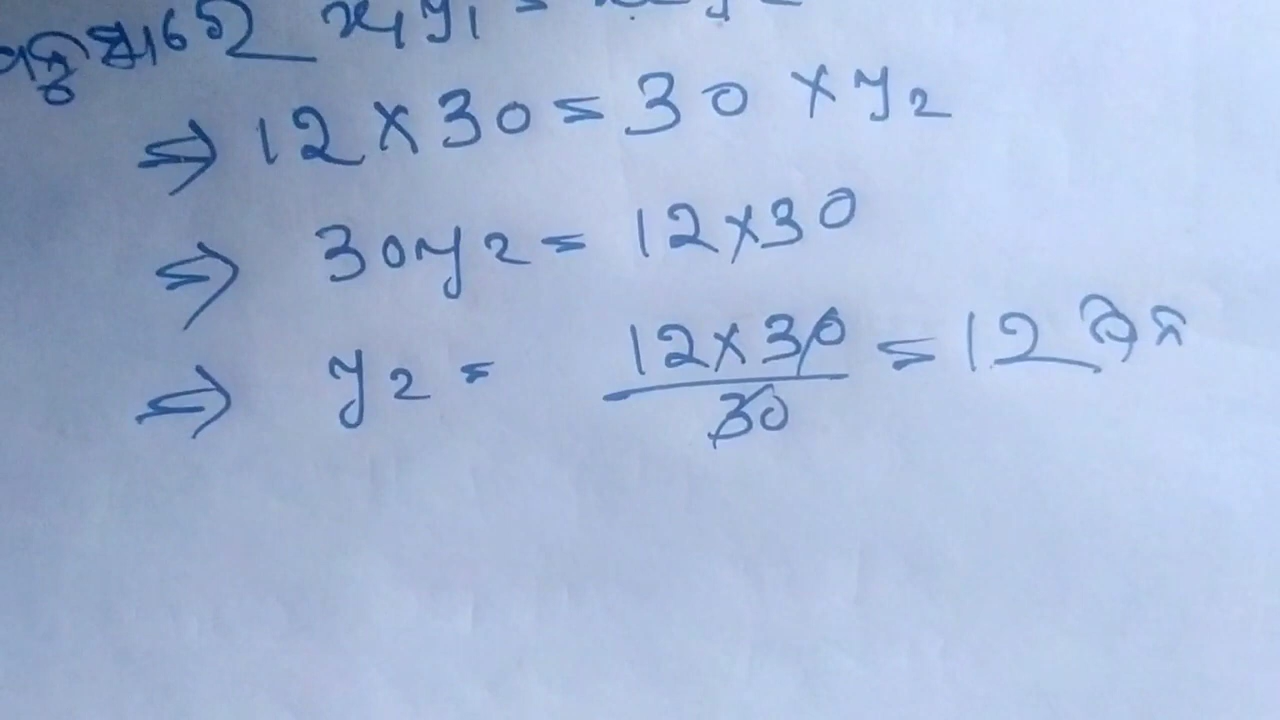 x₁y₁ =
⇒ 12 × 30 = 30 × y₂
⇒ 30y₂ = 12×30
⇒ y₂ = 12×30/30 = 12